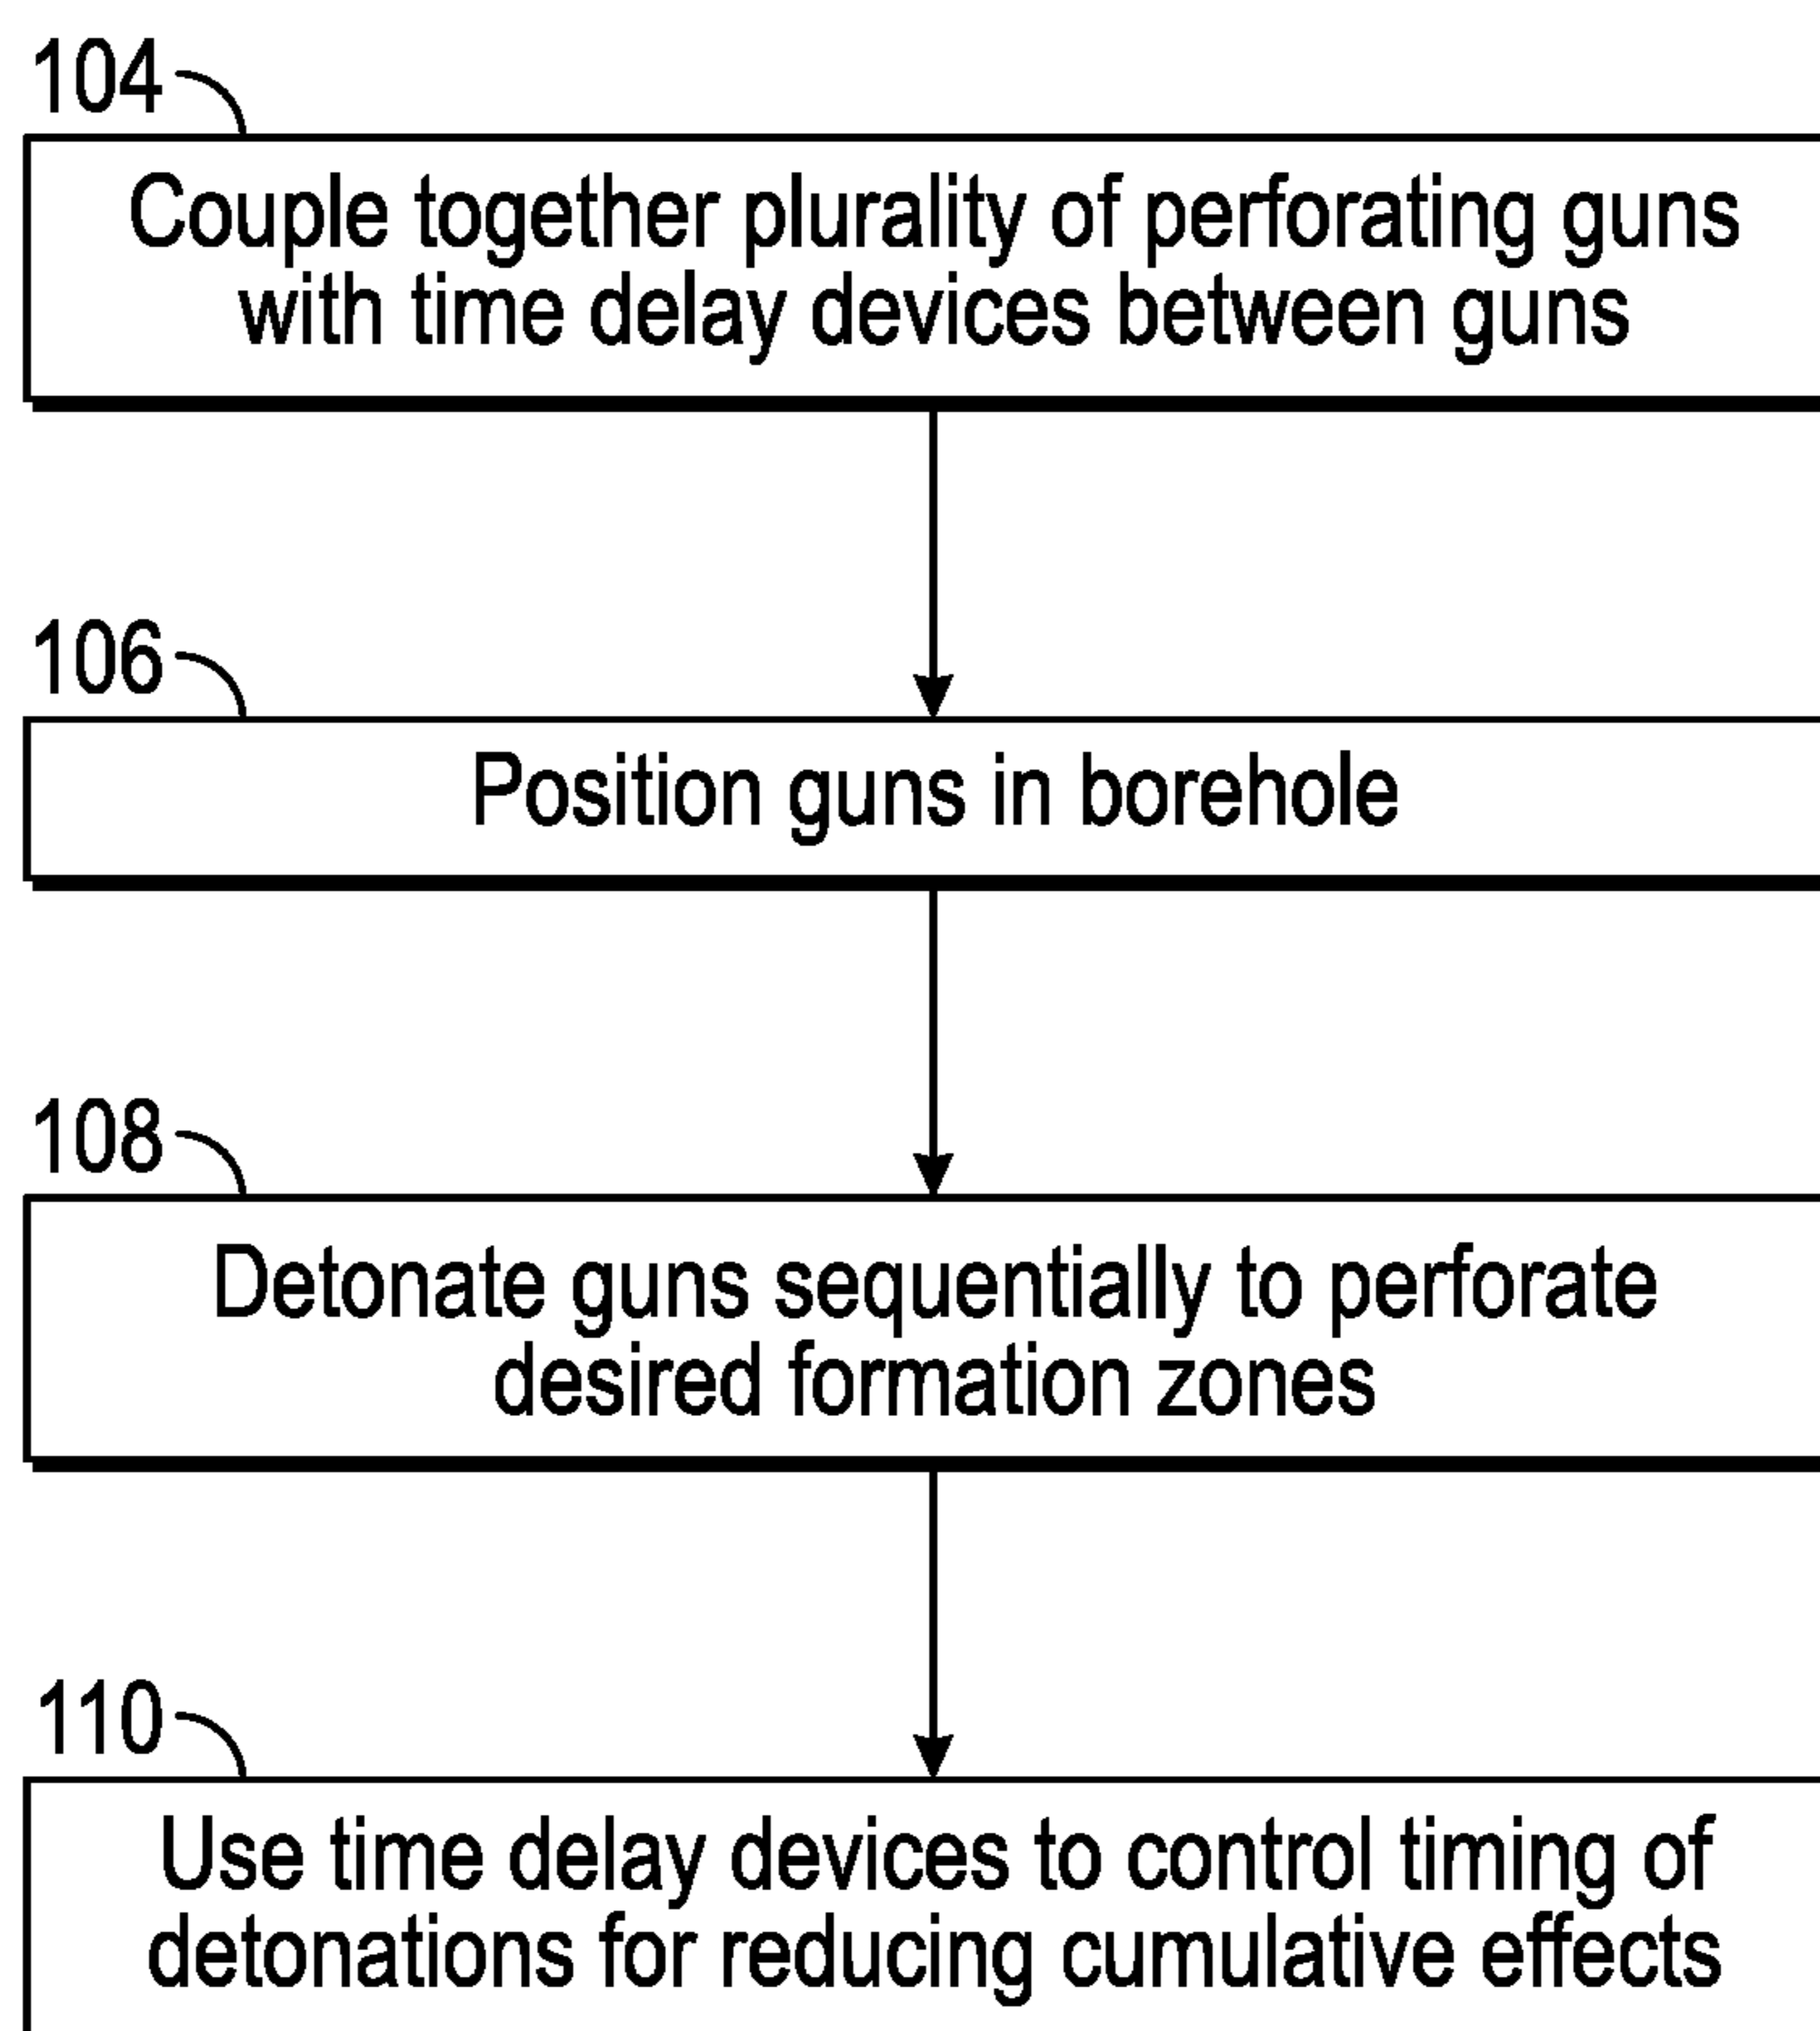 104
Couple together plurality of perforating guns
with time delay devices between guns
106
Position guns in borehole
108
Detonate guns sequentially to perforate
desired formation zones
110
Use time delay devices to control timing of
detonations for reducing cumulative effects